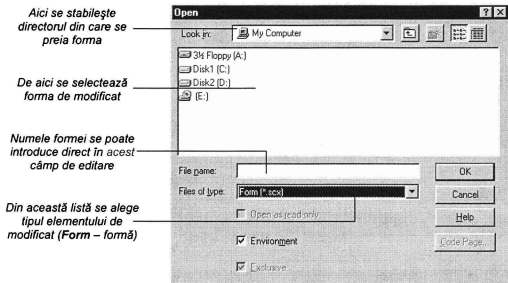 Aici se stabilește
directorul din care se
preia forma
De aici se selectează
forma de modificat
Numele formei se poate
introduce direct în acest
câmp de editare
Din această listă se alege
tipul elementului de
modificat (Form – formă)
Open
Look in:
My Computer
3½ Floppy (A:)
Disk1 (C:)
Disk2 (D:)
(E:)
File name:
OK
Files of type:
Form (*.scx)
Cancel
Open as read-only
Help
Environment
Code Page...
Exclusive